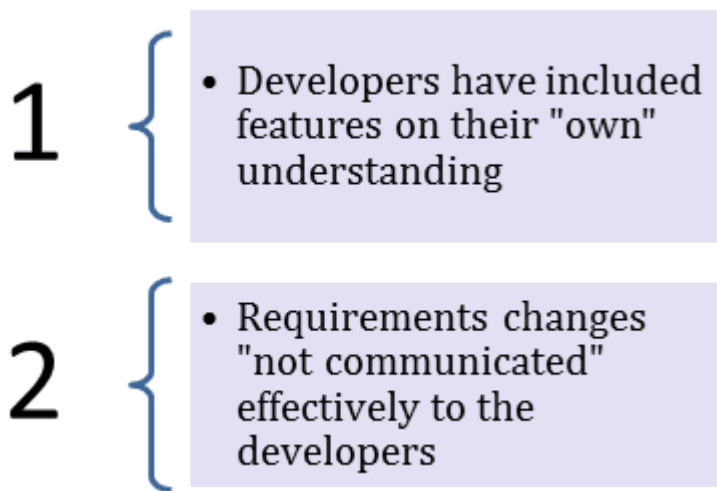 1
• Developers have included
features on their "own"
understanding
2
• Requirements changes
"not communicated"
effectively to the
developers